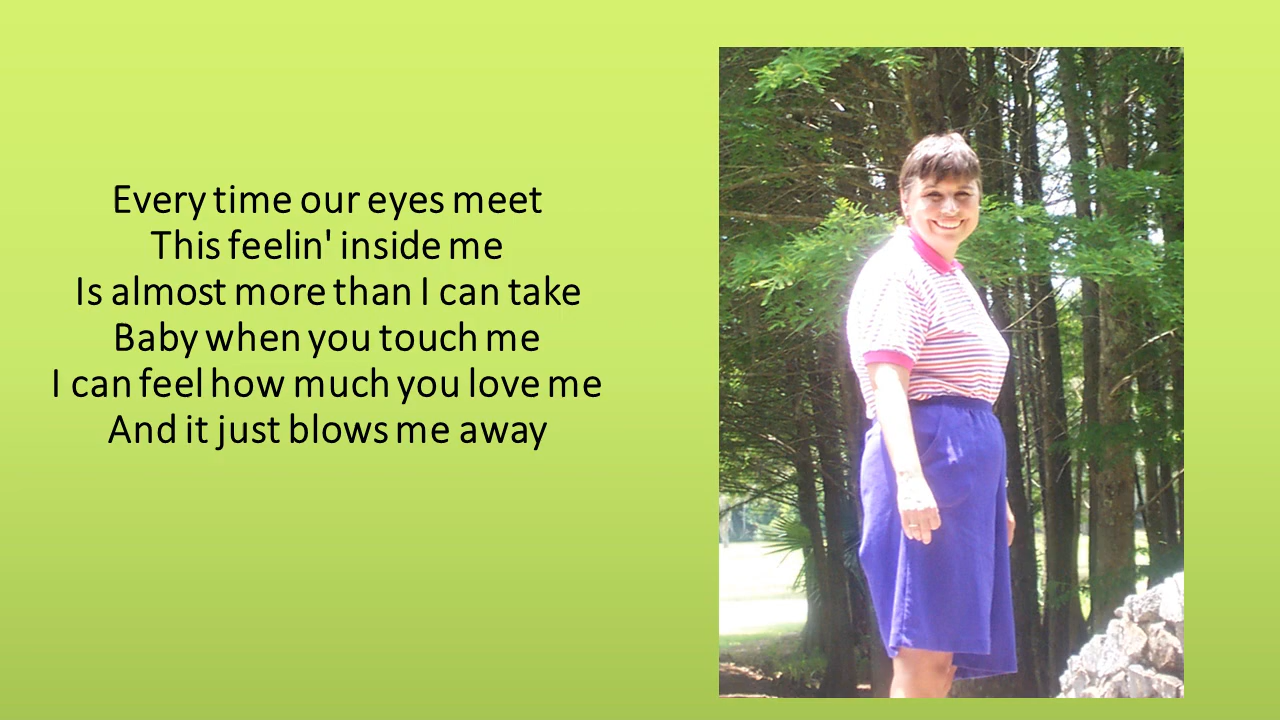 Every time our eyes meet
This feelin' inside me
Is almost more than I can take
Baby when you touch me
I can feel how much you love me
And it just blows me away